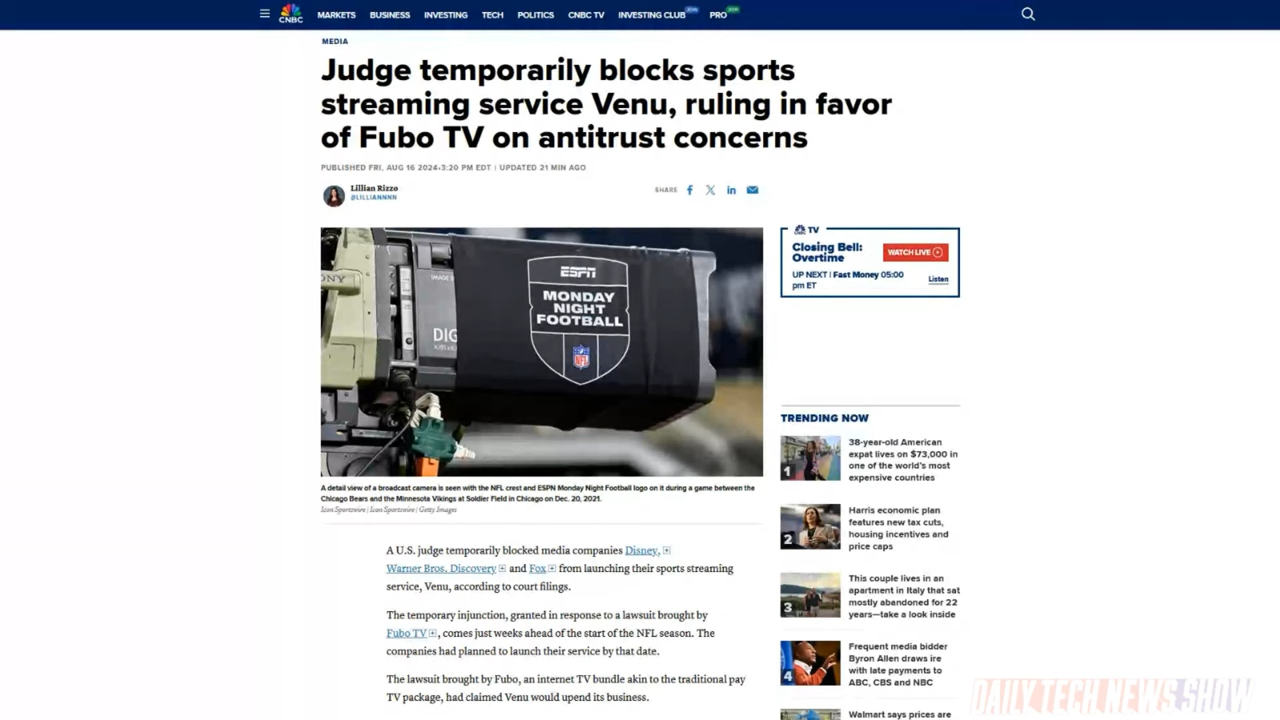 CNBC
MARKETS BUSINESS INVESTING TECH POLITICS CNBC TV INVESTING CLUB PRO
MEDIA
Judge temporarily blocks sports
streaming service Venu, ruling in favor
of Fubo TV on antitrust concerns
PUBLISHED FRI, AUG 16 2024•3:20 PM EDT | UPDATED 21 MIN AGO
Lillian Rizzo
@LILLIANNNN
SHARE
ESPN
MONDAY
NIGHT
FOOTBALL
NFL
DIG
A detail view of a broadcast camera is seen with the NFL crest and ESPN Monday Night Football logo on it during a game between the
Chicago Bears and the Minnesota Vikings at Soldier Field in Chicago on Dec. 20, 2021.
Icon Sportswire | Icon Sportswire | Getty Images
A U.S. judge temporarily blocked media companies Disney,
Warner Bros. Discovery and Fox from launching their sports streaming
service, Venu, according to court filings.
The temporary injunction, granted in response to a lawsuit brought by
Fubo TV, comes just weeks ahead of the start of the NFL season. The
companies had planned to launch their service by that date.
The lawsuit brought by Fubo, an internet TV bundle akin to the traditional pay
TV package, had claimed Venu would upend its business.
TV
Closing Bell:
Overtime
WATCH LIVE
UP NEXT | Fast Money 05:00
pm ET
Listen
TRENDING NOW
1
38-year-old American
expat lives on $73,000 in
one of the world's most
expensive countries
2
Harris economic plan
features new tax cuts,
housing incentives and
price caps
3
This couple lives in an
apartment in Italy that sat
mostly abandoned for 22
years—take a look inside
4
Frequent media bidder
Byron Allen draws ire
with late payments to
ABC, CBS and NBC
Walmart says prices are
DAILY TECH NEWS SHOW